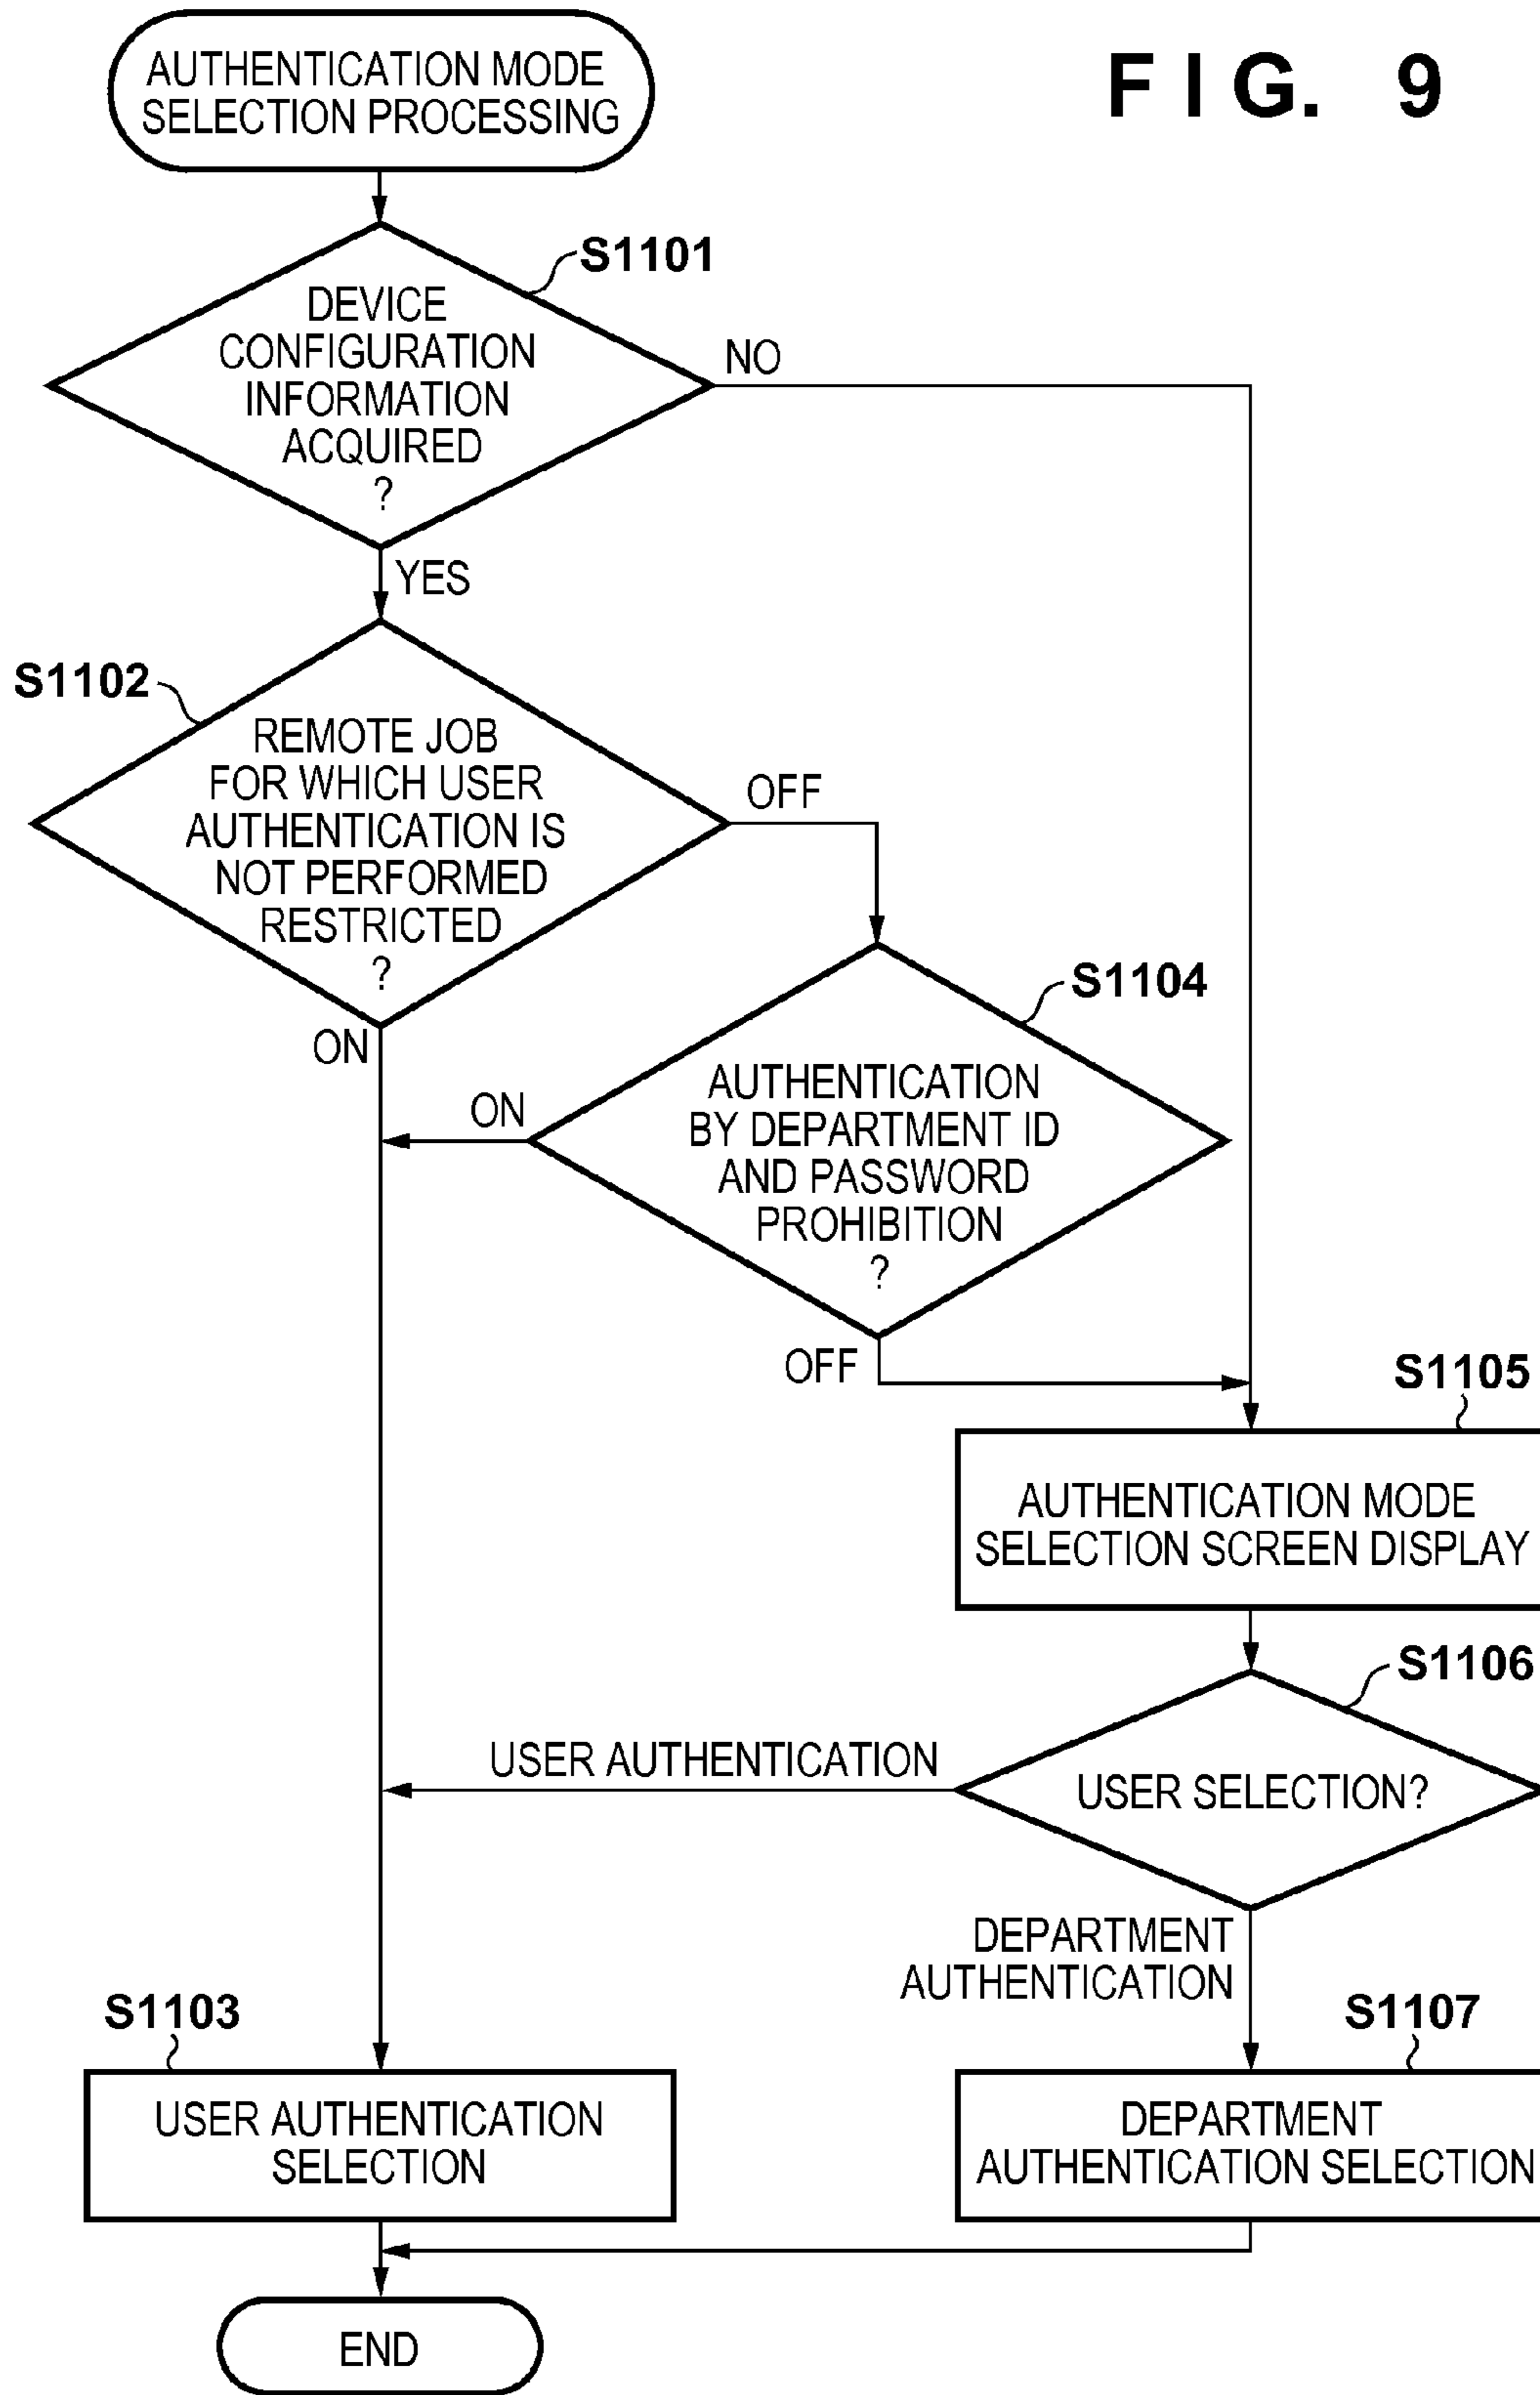 FIG. 9
AUTHENTICATION MODE
SELECTION PROCESSING
S1101
DEVICE
CONFIGURATION
INFORMATION
ACQUIRED
?
NO
YES
S1102
REMOTE JOB
FOR WHICH USER
AUTHENTICATION IS
NOT PERFORMED
RESTRICTED
?
OFF
ON
S1104
AUTHENTICATION
BY DEPARTMENT ID
AND PASSWORD
PROHIBITION
?
ON
OFF
S1105
AUTHENTICATION MODE
SELECTION SCREEN DISPLAY
S1106
USER SELECTION?
USER AUTHENTICATION
DEPARTMENT
AUTHENTICATION
S1103
USER AUTHENTICATION
SELECTION
S1107
DEPARTMENT
AUTHENTICATION SELECTION
END